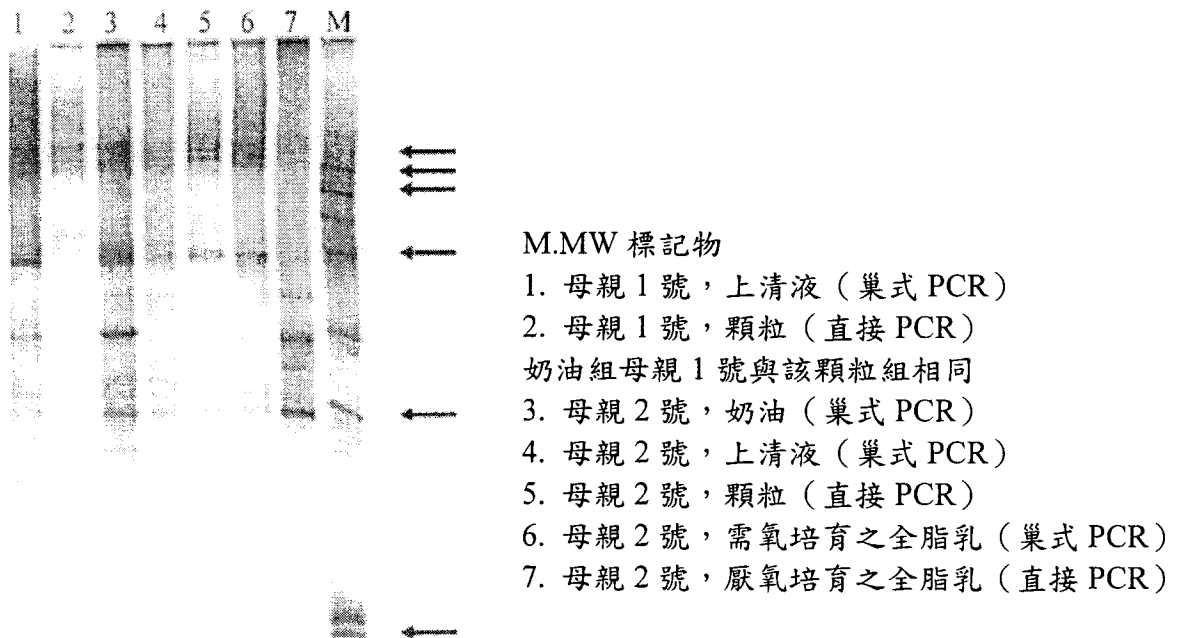 1 2 3 4 5 6 7 M
M.MW 標記物
1. 母親 1 號，上清液（巢式 PCR）
2. 母親 1 號，顆粒（直接 PCR）
奶油組母親 1 號與該顆粒組相同
3. 母親 2 號，奶油（巢式 PCR）
4. 母親 2 號，上清液（巢式 PCR）
5. 母親 2 號，顆粒（直接 PCR）
6. 母親 2 號，需氧培育之全脂乳（巢式 PCR）
7. 母親 2 號，厭氧培育之全脂乳（直接 PCR）